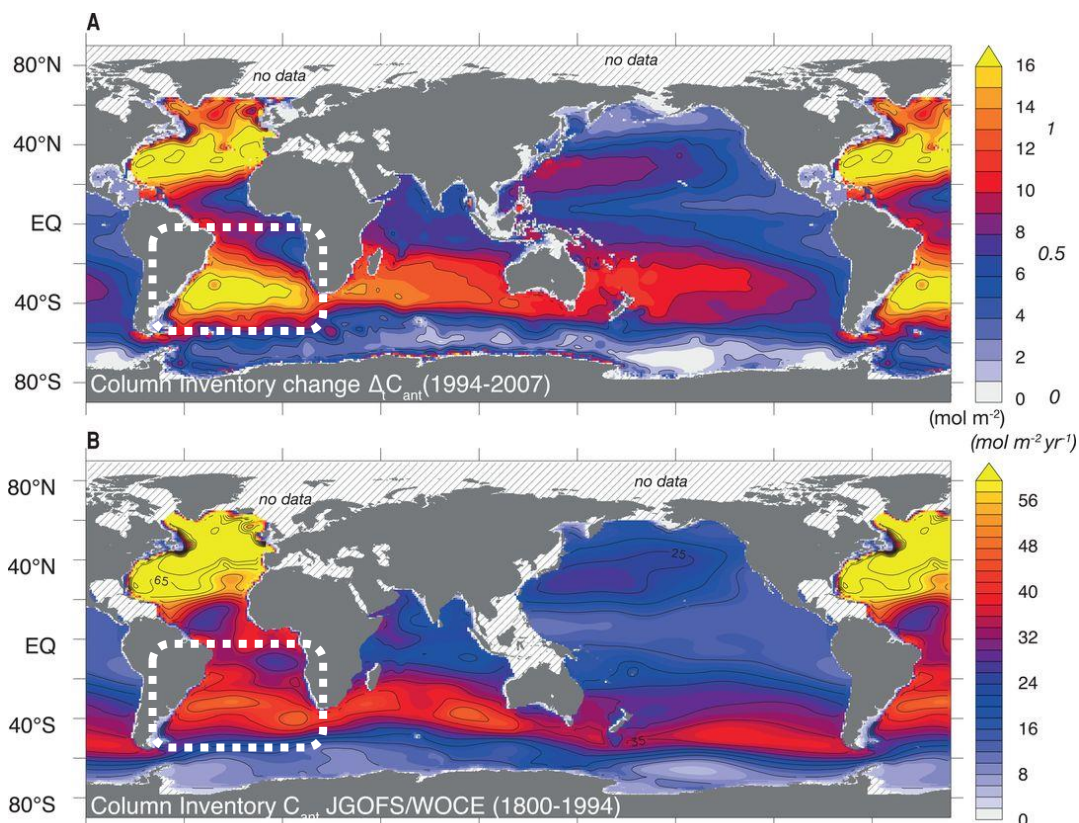 A
80°N
40°N
EQ
40°S
80°S
no data
no data
Column Inventory change ΔtCant(1994-2007)
16
14
12
10
8
6
4
2
0
1
0.5
0
(mol m-2)
(mol m-2 yr-1)
B
80°N
40°N
EQ
40°S
80°S
no data
no data
65
25
35
Column Inventory Cant JGOFS/WOCE (1800-1994)
56
48
40
32
24
16
8
0